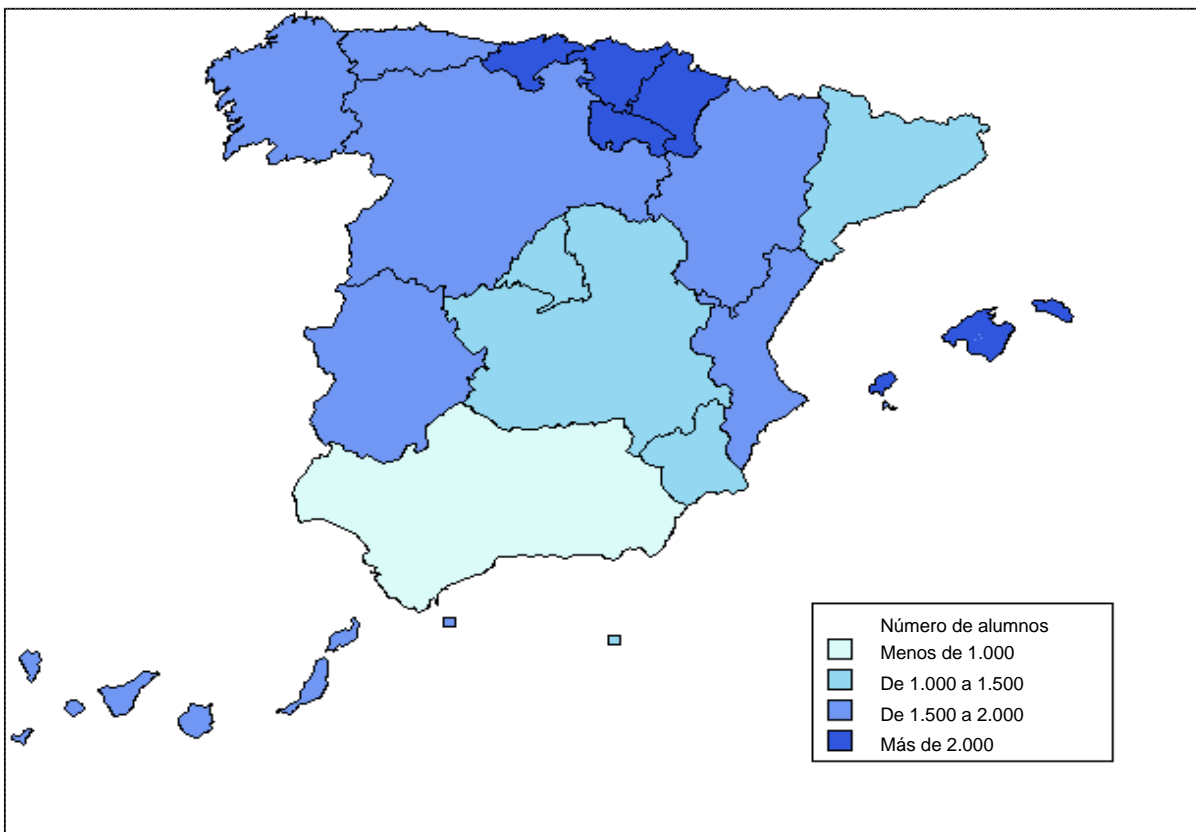 Número de alumnos
Menos de 1.000
De 1.000 a 1.500
De 1.500 a 2.000
Más de 2.000